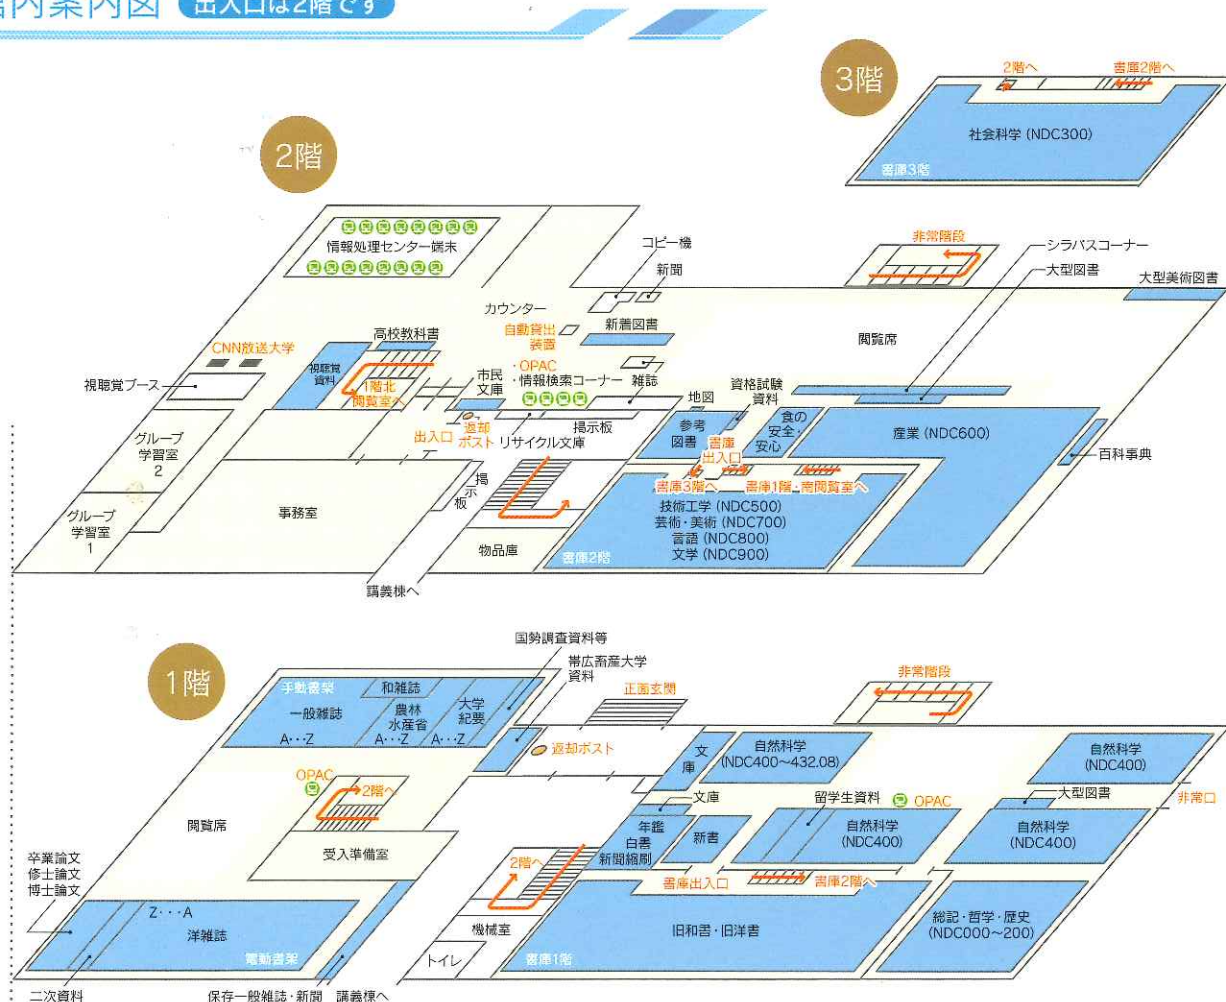 館内案内図
出入口は2階です
3階
2階へ
書庫2階へ
社会科学 (NDC300)
書庫3階
2階
情報処理センター端末
コピー機
新聞
カウンター
自動貸出
装置
新着図書
非常階段
シラバスコーナー
大型図書
大型美術図書
閲覧席
CNN放送大学
高校教科書
視聴覚
資料
視聴覚ブース
1階北
閲覧室へ
市民
文庫
・OPAC
・情報検索コーナー
雑誌
地図
資格試験
資料
出入口
返却
ポスト
リサイクル文庫
掲示板
参考
図書
書庫
出入口
食の
安全・
安心
産業 (NDC600)
百科事典
グループ
学習室
2
グループ
学習室
1
事務室
掲示板
物品庫
講義棟へ
書庫3階へ
書庫1階・南閲覧室へ
技術工学 (NDC500)
芸術・美術 (NDC700)
言語 (NDC800)
文学 (NDC900)
書庫2階
1階
国勢調査資料等
帯広畜産大学
資料
正面玄関
非常階段
手動書架
一般雑誌
A・・・Z
和雑誌
農林
水産省
A・・・Z
大学
紀要
A・・・Z
返却ポスト
文庫
自然科学
(NDC400〜432.08)
自然科学
(NDC400)
OPAC
2階へ
閲覧席
受入準備室
文庫
留学生資料
OPAC
大型図書
非常口
年鑑
白書
新聞縮刷
新書
自然科学
(NDC400)
自然科学
(NDC400)
2階へ
書庫出入口
書庫2階へ
卒業論文
修士論文
博士論文
Z・・・A
洋雑誌
電動書架
機械室
トイレ
旧和書・旧洋書
書庫1階
総記・哲学・歴史
(NDC000〜200)
二次資料
保存一般雑誌・新聞
講義棟へ